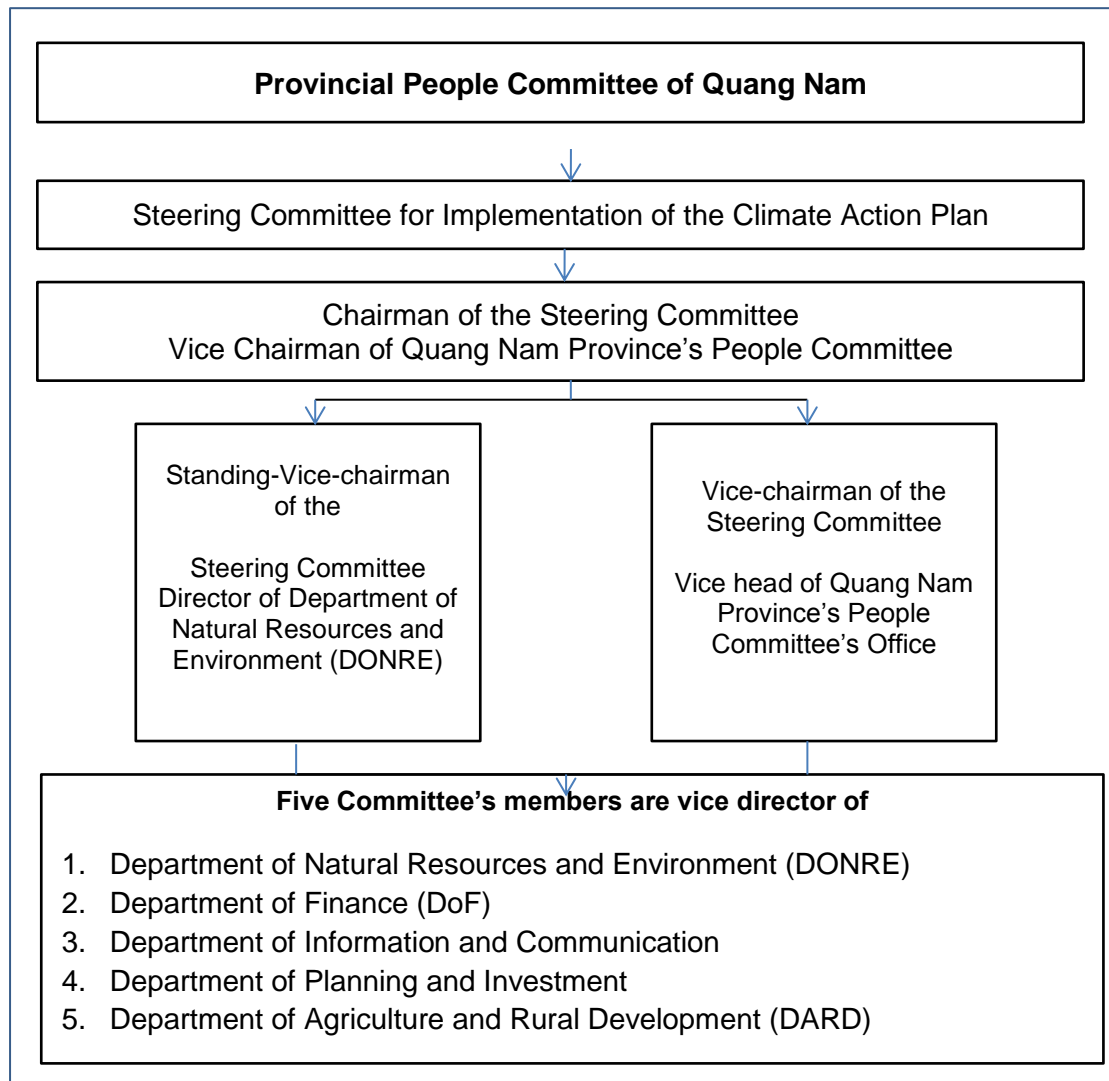 Provincial People Committee of Quang Nam
Steering Committee for Implementation of the Climate Action Plan
Chairman of the Steering Committee
Vice Chairman of Quang Nam Province’s People Committee
Standing-Vice-chairman
of the
Steering Committee
Director of Department of
Natural Resources and
Environment (DONRE)
Vice-chairman of the
Steering Committee
Vice head of Quang Nam
Province’s People
Committee’s Office
Five Committee’s members are vice director of
1. Department of Natural Resources and Environment (DONRE)
2. Department of Finance (DoF)
3. Department of Information and Communication
4. Department of Planning and Investment
5. Department of Agriculture and Rural Development (DARD)